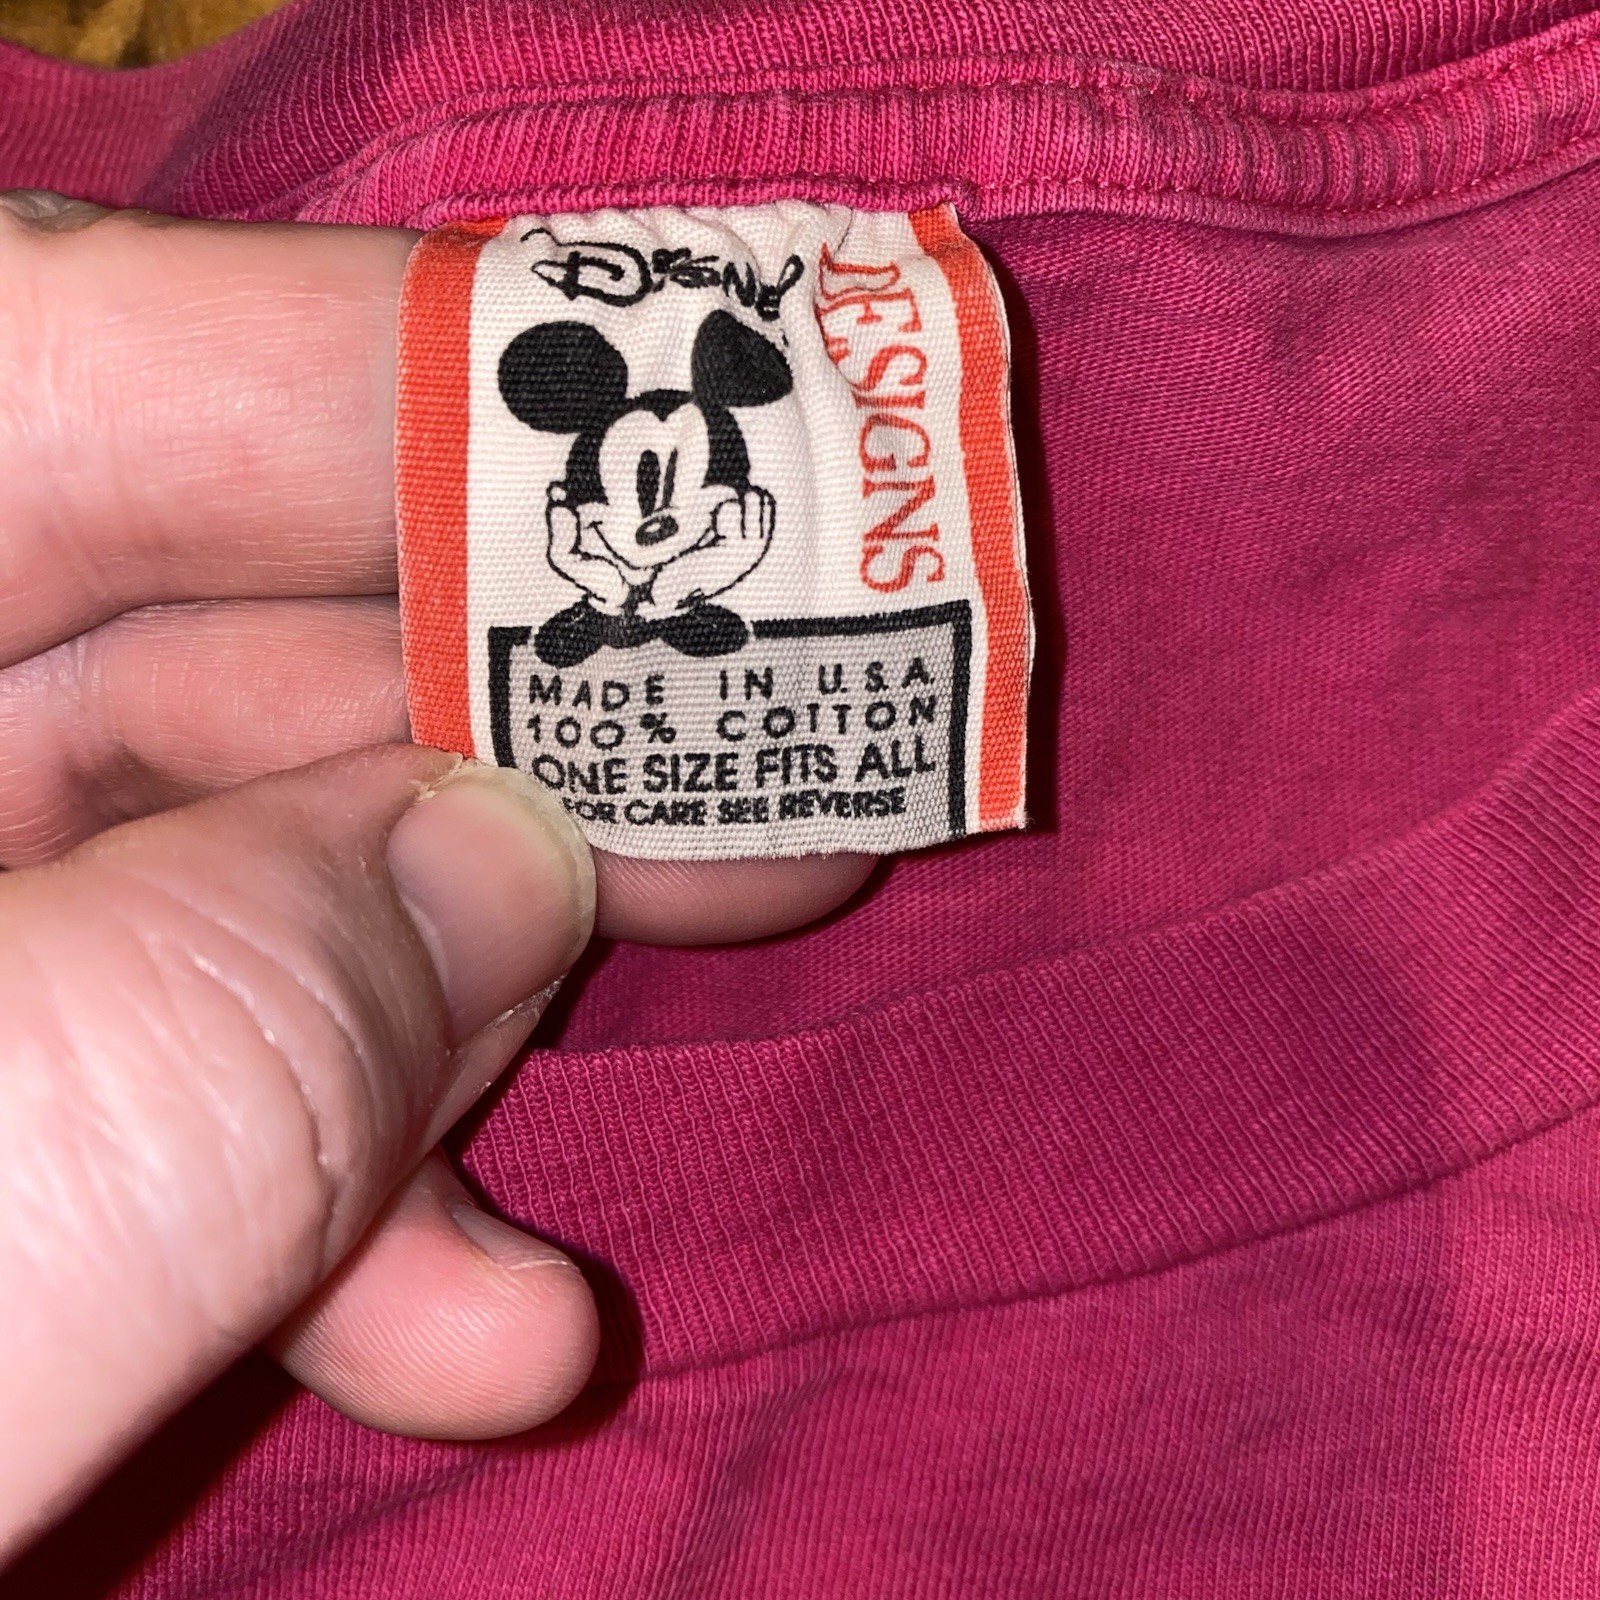 Disney
DESIGNS
MADE IN U.S.A.
100% COTTON
ONE SIZE FITS ALL
FOR CARE SEE REVERSE